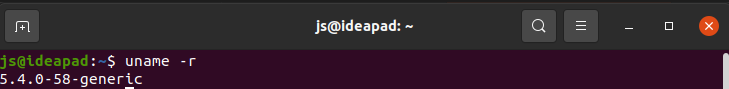 js@ideapad: ~
js@ideapad:~$ uname -r
5.4.0-58-generic